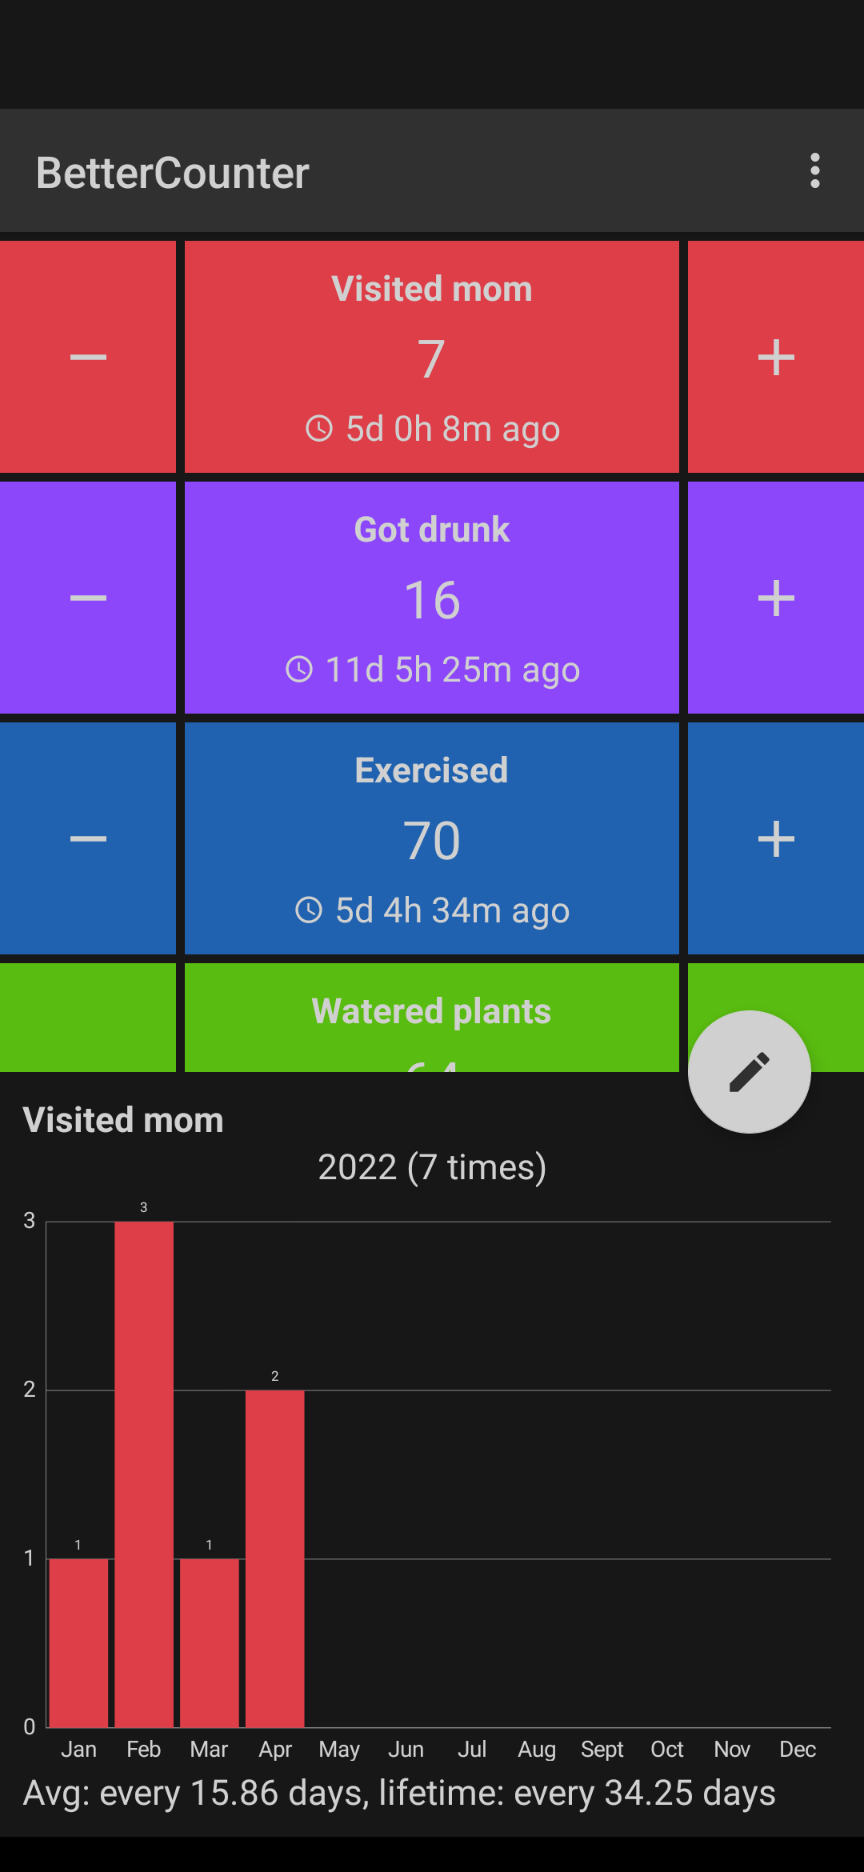 BetterCounter
Visited mom
− 7 +
5d 0h 8m ago
Got drunk
− 16 +
11d 5h 25m ago
Exercised
− 70 +
5d 4h 34m ago
Watered plants
Visited mom
2022 (7 times)
3
3
2
2
1
1 1
0
Jan Feb Mar Apr May Jun Jul Aug Sept Oct Nov Dec
Avg: every 15.86 days, lifetime: every 34.25 days